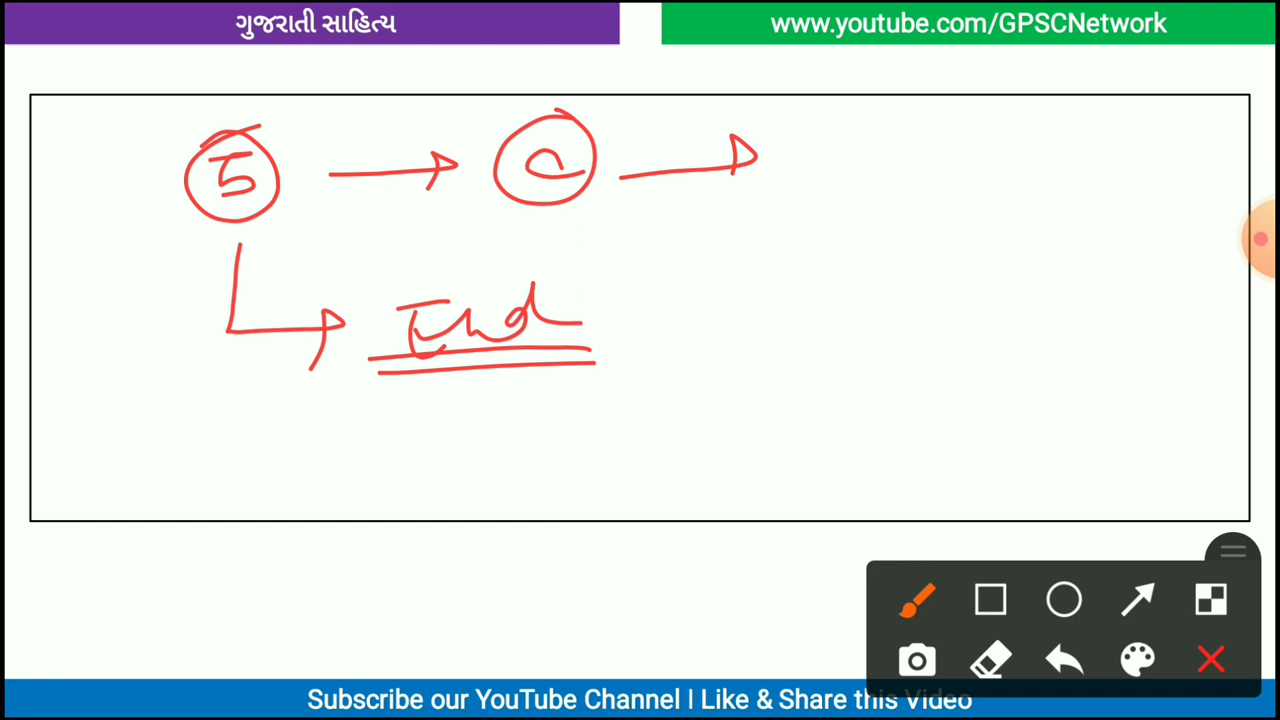 ગુજરાતી સાહિત્ય
www.youtube.com/GPSCNetwork
5
End
Subscribe our YouTube Channel I Like & Share this Video